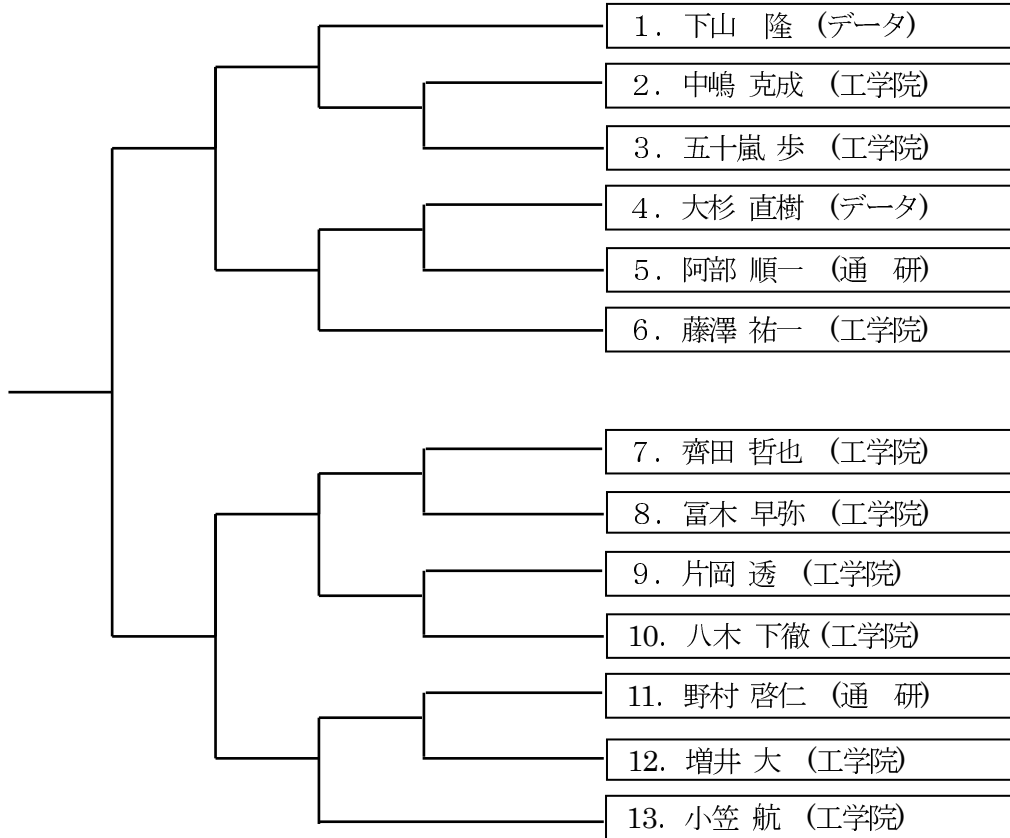 １．下山　隆　(データ)
２．中嶋 克成　(工学院)
３．五十嵐 歩　(工学院)
４．大杉 直樹　(データ)
５．阿部 順一　(通　研)
６．藤澤 祐一　(工学院)
７．齊田 哲也　(工学院)
８．冨木 早弥　(工学院)
９．片岡 透　(工学院)
10．八木 下徹 (工学院)
11．野村 啓仁　(通　研)
12．増井 大　(工学院)
13．小笠 航　(工学院)